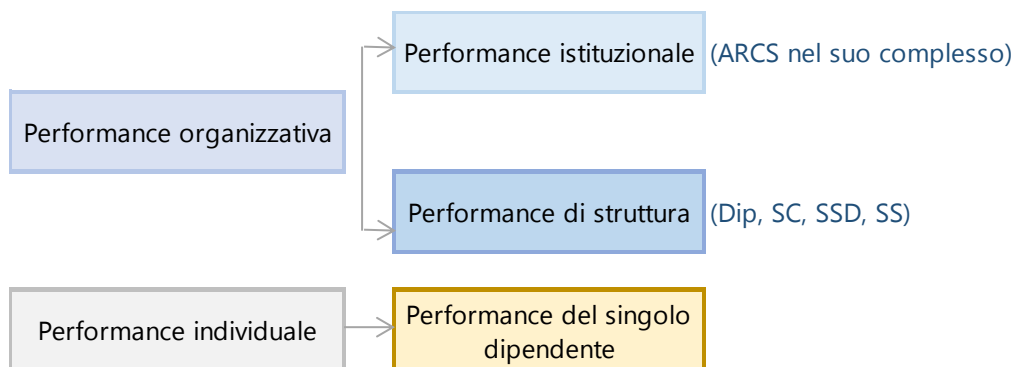 Performance istituzionale (ARCS nel suo complesso)
Performance organizzativa
Performance di struttura (Dip, SC, SSD, SS)
Performance individuale
Performance del singolo
dipendente